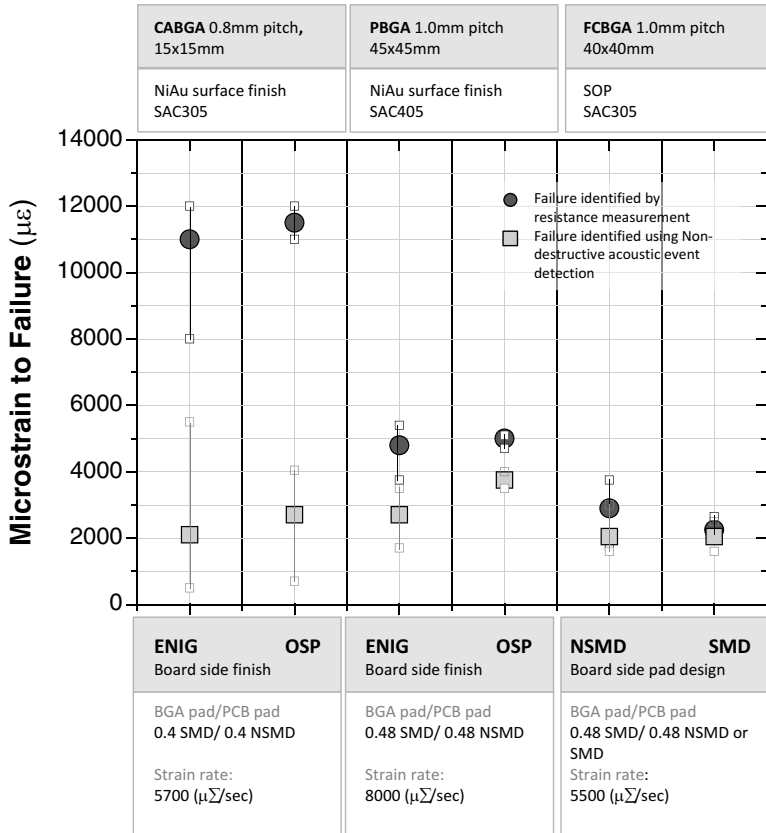 CABGA 0.8mm pitch,
15x15mm
PBGA 1.0mm pitch
45x45mm
FCBGA 1.0mm pitch
40x40mm
NiAu surface finish
SAC305
NiAu surface finish
SAC405
SOP
SAC305
Microstrain to Failure (με)
14000
12000
10000
8000
6000
4000
2000
0
Failure identified by
resistance measurement
Failure identified using Non-
destructive acoustic event
detection
ENIG OSP
Board side finish
ENIG OSP
Board side finish
NSMD SMD
Board side pad design
BGA pad/PCB pad
0.4 SMD/ 0.4 NSMD
Strain rate:
5700 (μΣ/sec)
BGA pad/PCB pad
0.48 SMD/ 0.48 NSMD
Strain rate:
8000 (μΣ/sec)
BGA pad/PCB pad
0.48 SMD/ 0.48 NSMD or
SMD
Strain rate:
5500 (μΣ/sec)